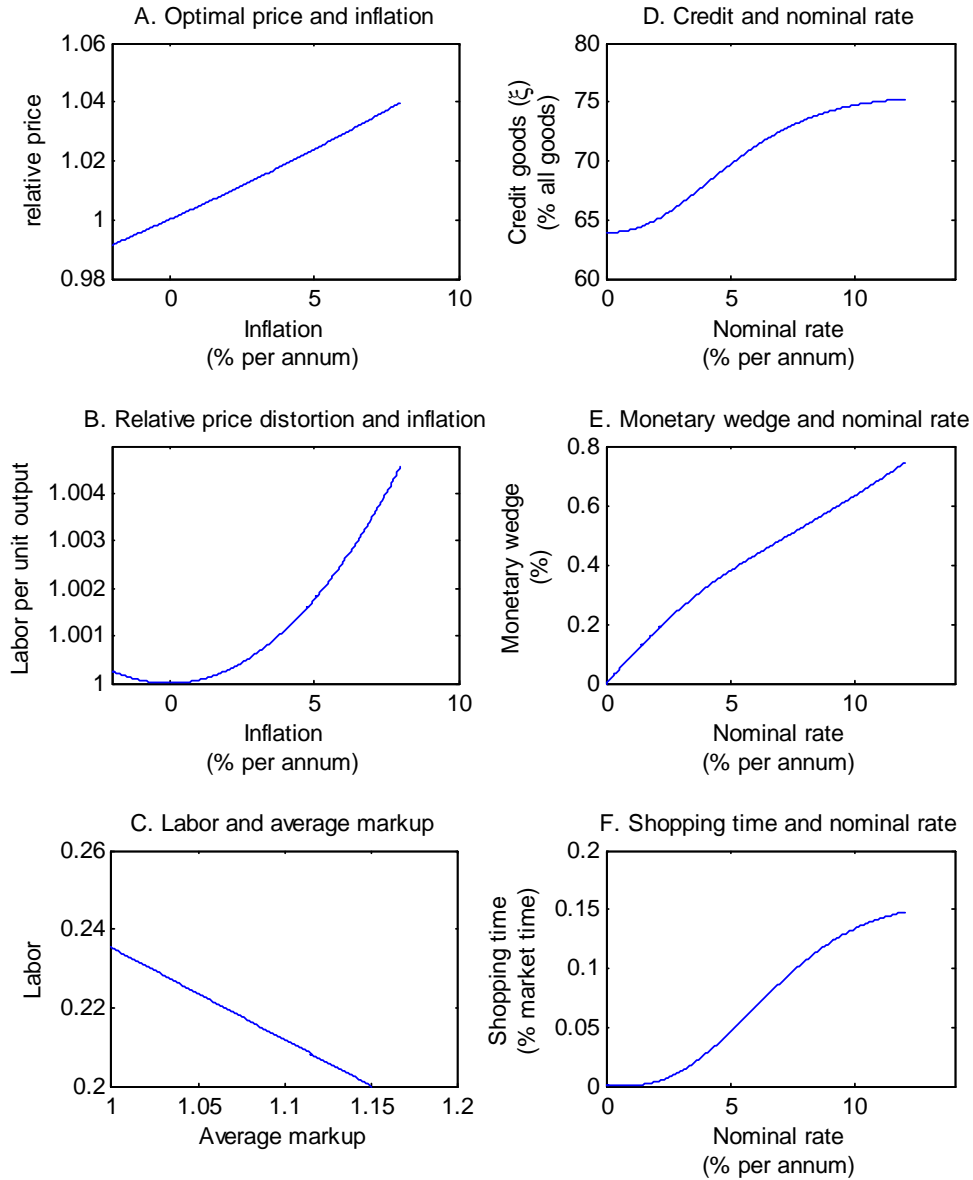 A. Optimal price and inflation
1.06
1.04
1.02
1
0.98
relative price
0
5
10
Inflation
(% per annum)
D. Credit and nominal rate
80
75
70
65
60
Credit goods (ξ)
(% all goods)
0
5
10
Nominal rate
(% per annum)
B. Relative price distortion and inflation
1.004
1.003
1.002
1.001
1
Labor per unit output
0
5
10
Inflation
(% per annum)
E. Monetary wedge and nominal rate
0.8
0.6
0.4
0.2
0
Monetary wedge
(%)
0
5
10
Nominal rate
(% per annum)
C. Labor and average markup
0.26
0.24
0.22
0.2
Labor
1
1.05
1.1
1.15
1.2
Average markup
F. Shopping time and nominal rate
0.2
0.15
0.1
0.05
0
Shopping time
(% market time)
0
5
10
Nominal rate
(% per annum)